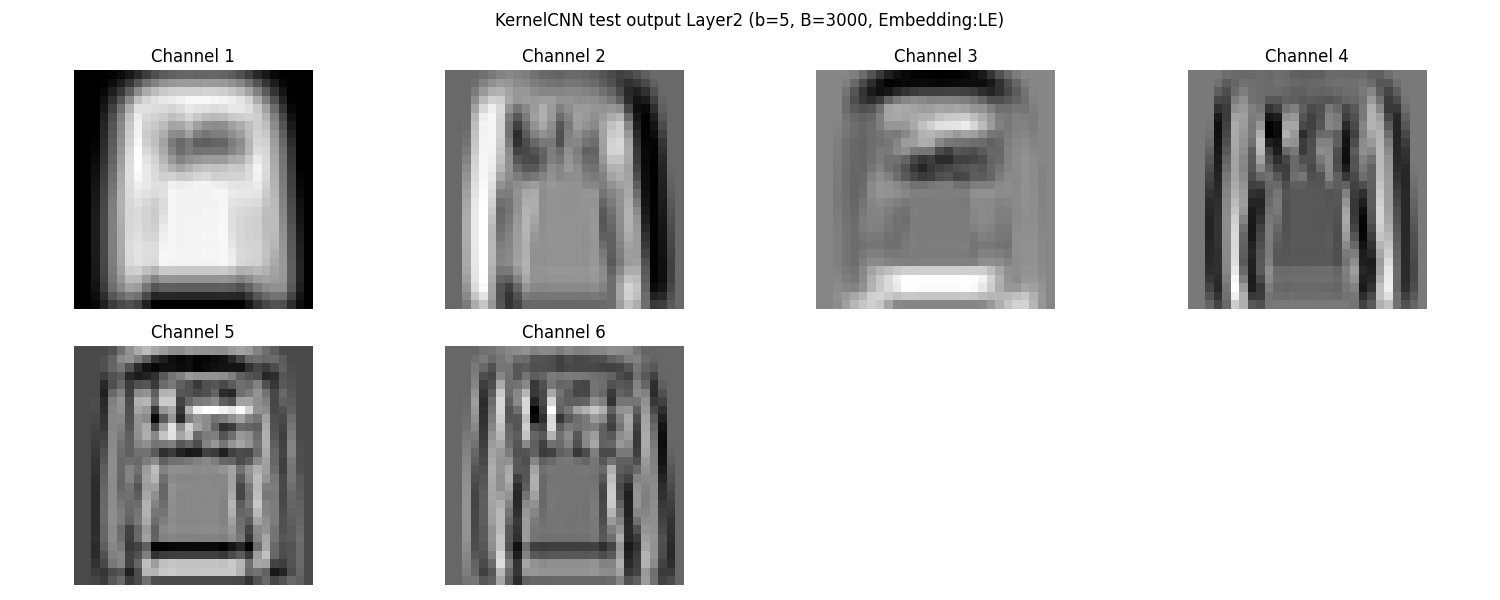 KernelCNN test output Layer2 (b=5, B=3000, Embedding:LE)
Channel 1
Channel 2
Channel 3
Channel 4
Channel 5
Channel 6